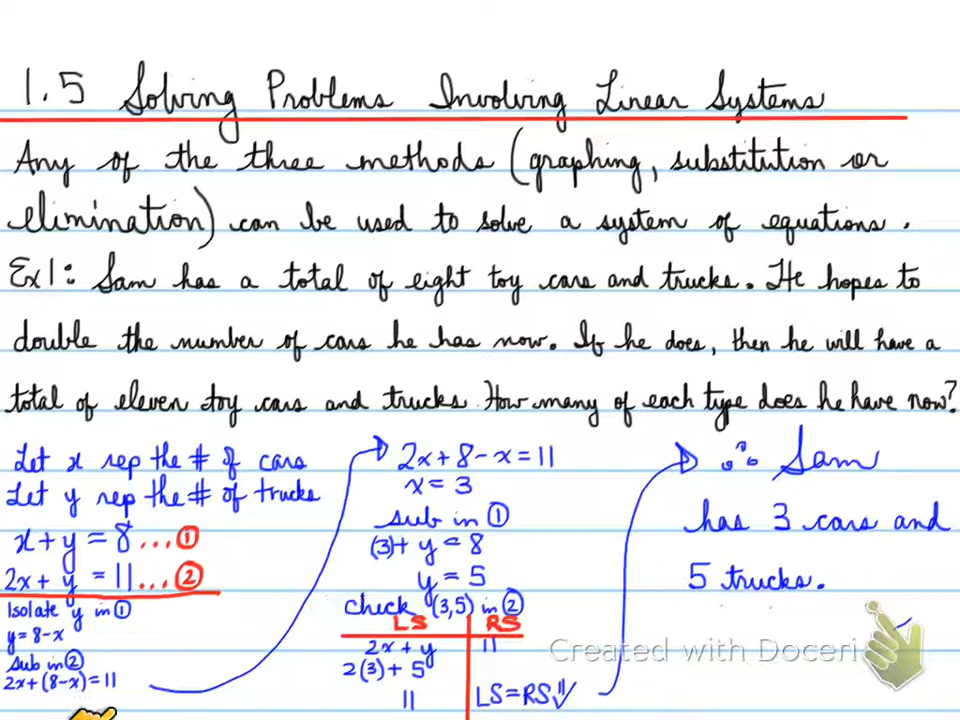 1.5 Solving Problems Involving Linear Systems
Any of the three methods (graphing, substitution or
elimination) can be used to solve a system of equations.
Ex1: Sam has a total of eight toy cars and trucks. He hopes to
double the number of cars he has now. If he does, then he will have a
total of eleven toy cars and trucks. How many of each type does he have now?
Let x rep the # of cars
Let y rep the # of trucks
x + y = 8 ... ①
2x + y = 11 ... ②
Isolate y in ①
y = 8 - x
sub in ②
2x + (8 - x) = 11
2x + 8 - x = 11
x = 3
sub in ①
(3) + y = 8
y = 5
check (3,5) in ②
LS RS
2x + y 11
2(3) + 5
11
LS = RS ✓
∴ Sam
has 3 cars and
5 trucks.
Created with Doceri